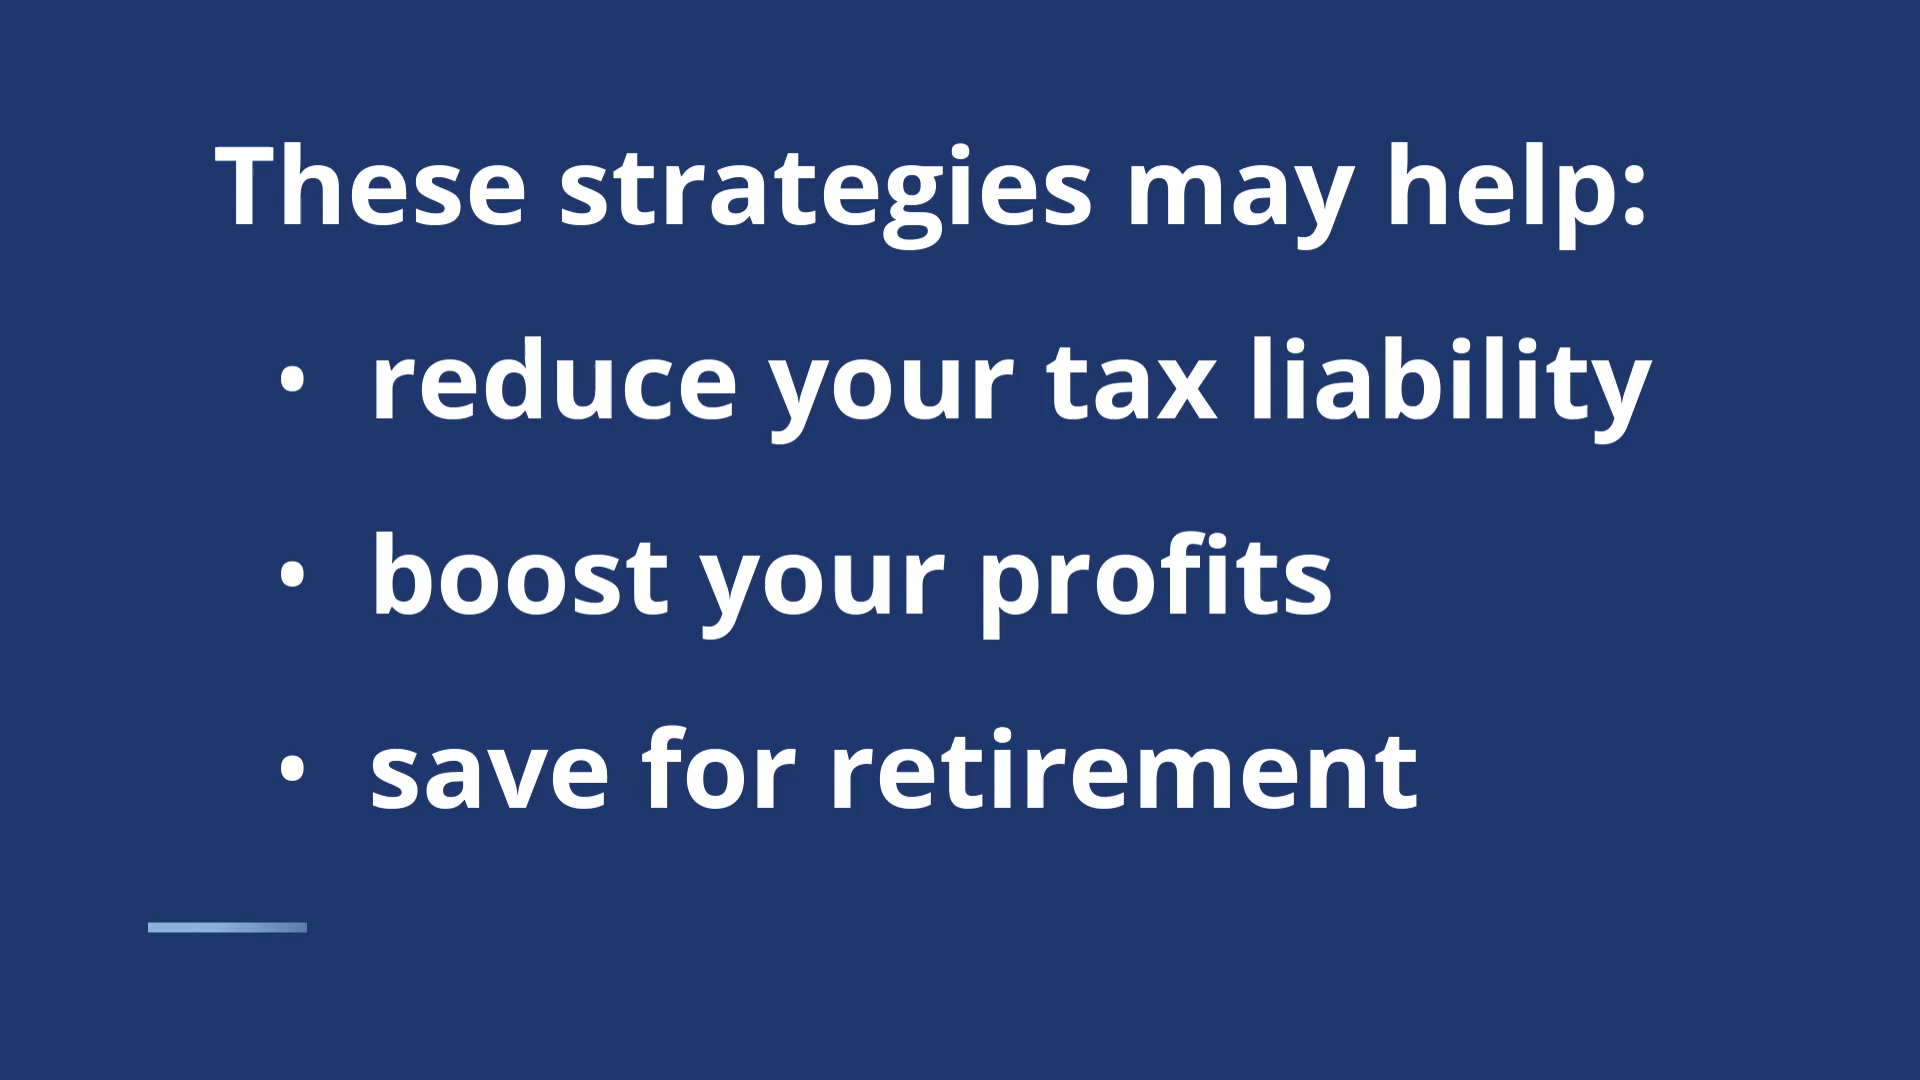 These strategies may help:
• reduce your tax liability
• boost your profits
• save for retirement